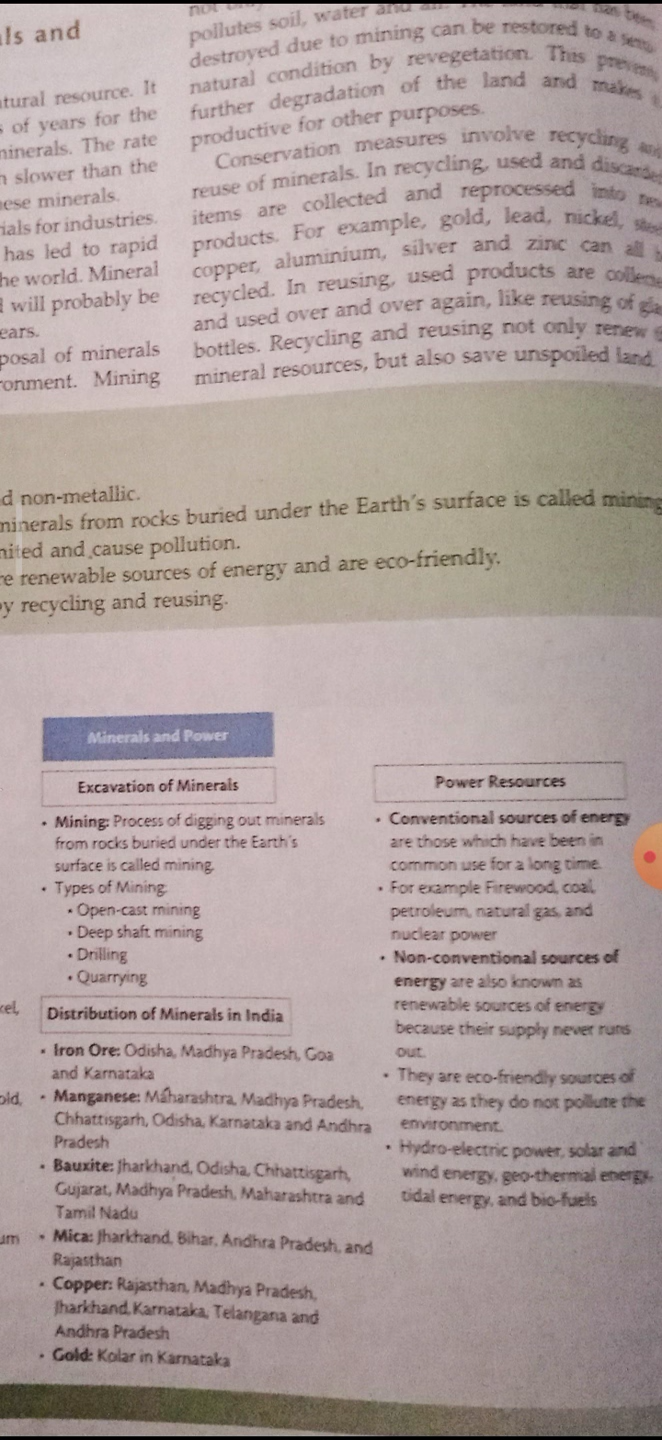 ls and
atural resource. It
s of years for the
minerals. The rate
h slower than the
hese minerals.
ials for industries.
has led to rapid
he world. Mineral
d will probably be
ears.
posal of minerals
ronment. Mining
pollutes soil, water and
destroyed due to mining can be restored to a
natural condition by revegetation. This
further degradation of the land and makes
productive for other purposes.
Conservation measures involve recycling
reuse of minerals. In recycling, used and
items are collected and reprocessed into
products. For example, gold, lead, nickel,
copper, aluminium, silver and zinc can all
recycled. In reusing, used products are
and used over and over again, like reusing of
bottles. Recycling and reusing not only renew
mineral resources, but also save unspoiled land.
d non-metallic.
minerals from rocks buried under the Earth's surface is called mining
mited and cause pollution.
re renewable sources of energy and are eco-friendly.
by recycling and reusing.
Minerals and Power
Excavation of Minerals
• Mining: Process of digging out minerals
from rocks buried under the Earth's
surface is called mining.
• Types of Mining:
• Open-cast mining
• Deep shaft mining
• Drilling
• Quarrying
kel,
Distribution of Minerals in India
• Iron Ore: Odisha, Madhya Pradesh, Goa
and Karnataka
old,
• Manganese: Maharashtra, Madhya Pradesh,
Chhattisgarh, Odisha, Karnataka and Andhra
Pradesh
• Bauxite: Jharkhand, Odisha, Chhattisgarh,
Gujarat, Madhya Pradesh, Maharashtra and
Tamil Nadu
um
• Mica: Jharkhand, Bihar, Andhra Pradesh, and
Rajasthan
• Copper: Rajasthan, Madhya Pradesh,
Jharkhand, Karnataka, Telangana and
Andhra Pradesh
• Gold: Kolar in Karnataka
Power Resources
• Conventional sources of energy
are those which have been in
common use for a long time.
• For example Firewood, coal,
petroleum, natural gas, and
nuclear power
• Non-conventional sources of
energy are also known as
renewable sources of energy
because their supply never runs
out.
• They are eco-friendly sources of
energy as they do not pollute the
environment.
• Hydro-electric power, solar and
wind energy, geo-thermal energy,
tidal energy, and bio-fuels